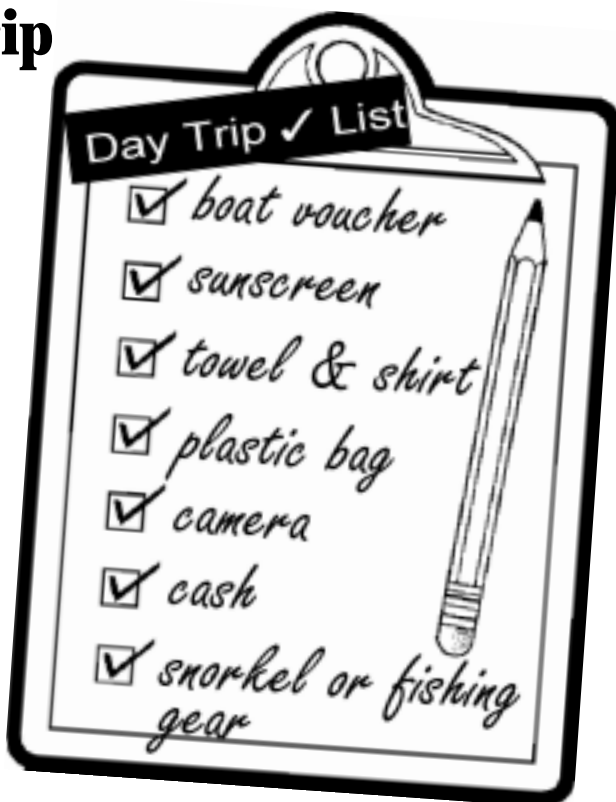 ip
Day Trip ✓ List
boat voucher
sunscreen
towel & shirt
plastic bag
camera
cash
snorkel or fishing
gear